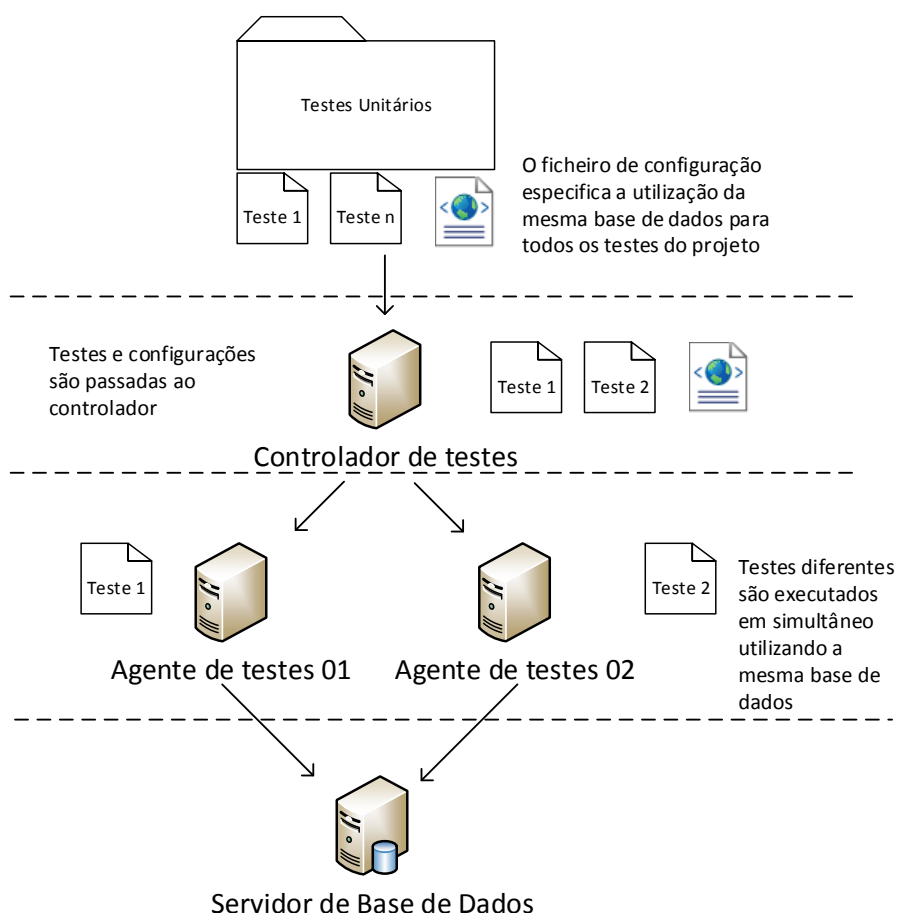 Testes Unitários
Teste 1
Teste n
O ficheiro de configuração
especifica a utilização da
mesma base de dados para
todos os testes do projeto
Testes e configurações
são passadas ao
controlador
Teste 1
Teste 2
Controlador de testes
Teste 1
Teste 2
Testes diferentes
são executados
em simultâneo
utilizando a
mesma base de
dados
Agente de testes 01
Agente de testes 02
Servidor de Base de Dados